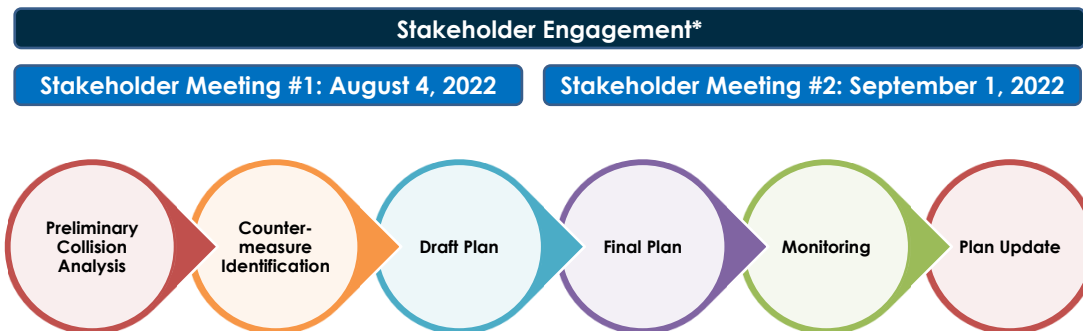 Stakeholder Engagement*
Stakeholder Meeting #1: August 4, 2022
Stakeholder Meeting #2: September 1, 2022
Preliminary
Collision
Analysis
Counter-
measure
Identification
Draft Plan
Final Plan
Monitoring
Plan Update